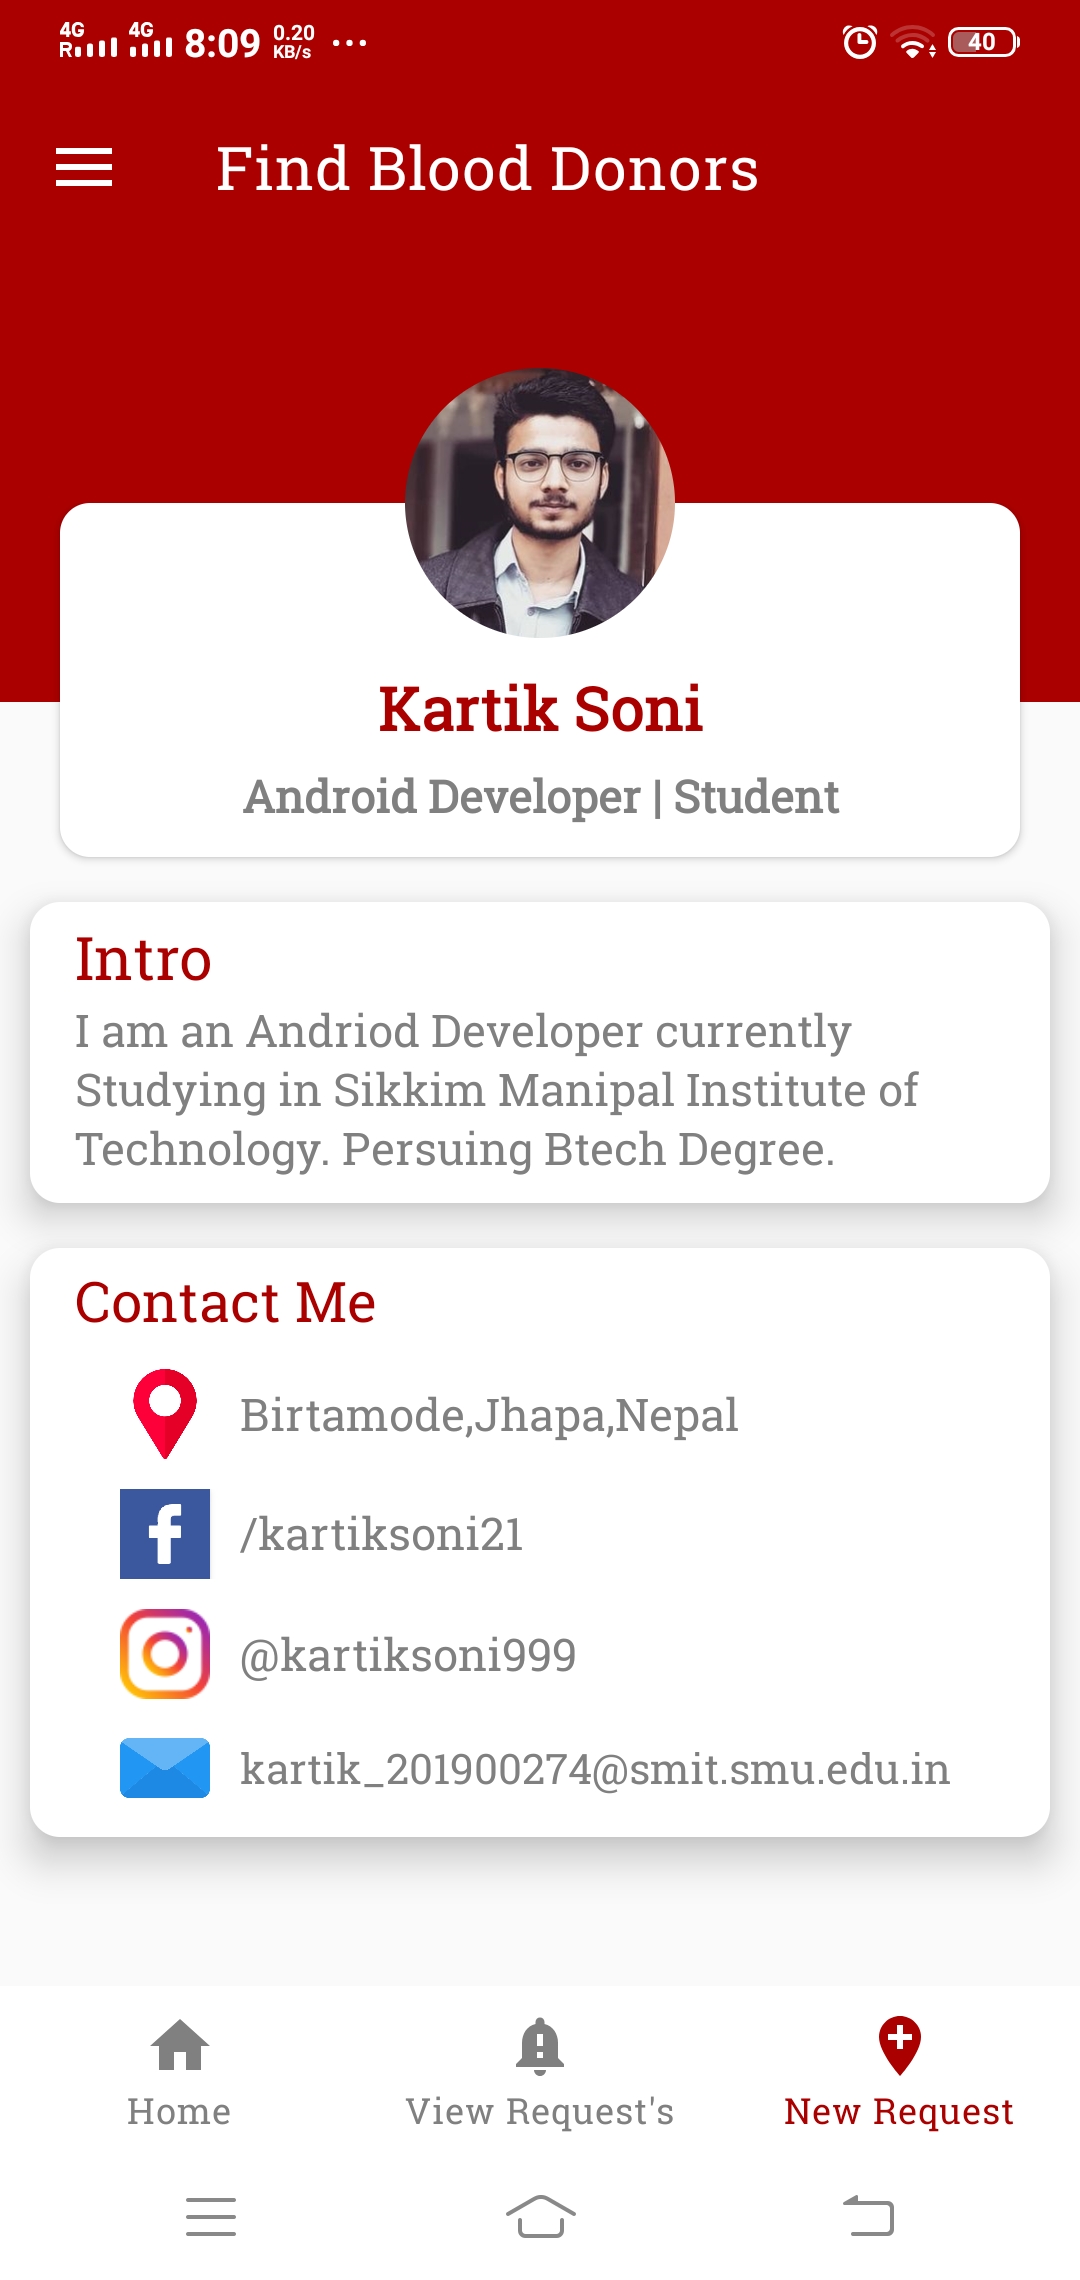 4G 4G 8:09 0.20 ...
R KB/s
40
Find Blood Donors
Kartik Soni
Android Developer | Student
Intro
I am an Andriod Developer currently
Studying in Sikkim Manipal Institute of
Technology. Persuing Btech Degree.
Contact Me
Birtamode,Jhapa,Nepal
f
/kartiksoni21
@kartiksoni999
kartik_201900274@smit.smu.edu.in
Home
View Request's
New Request